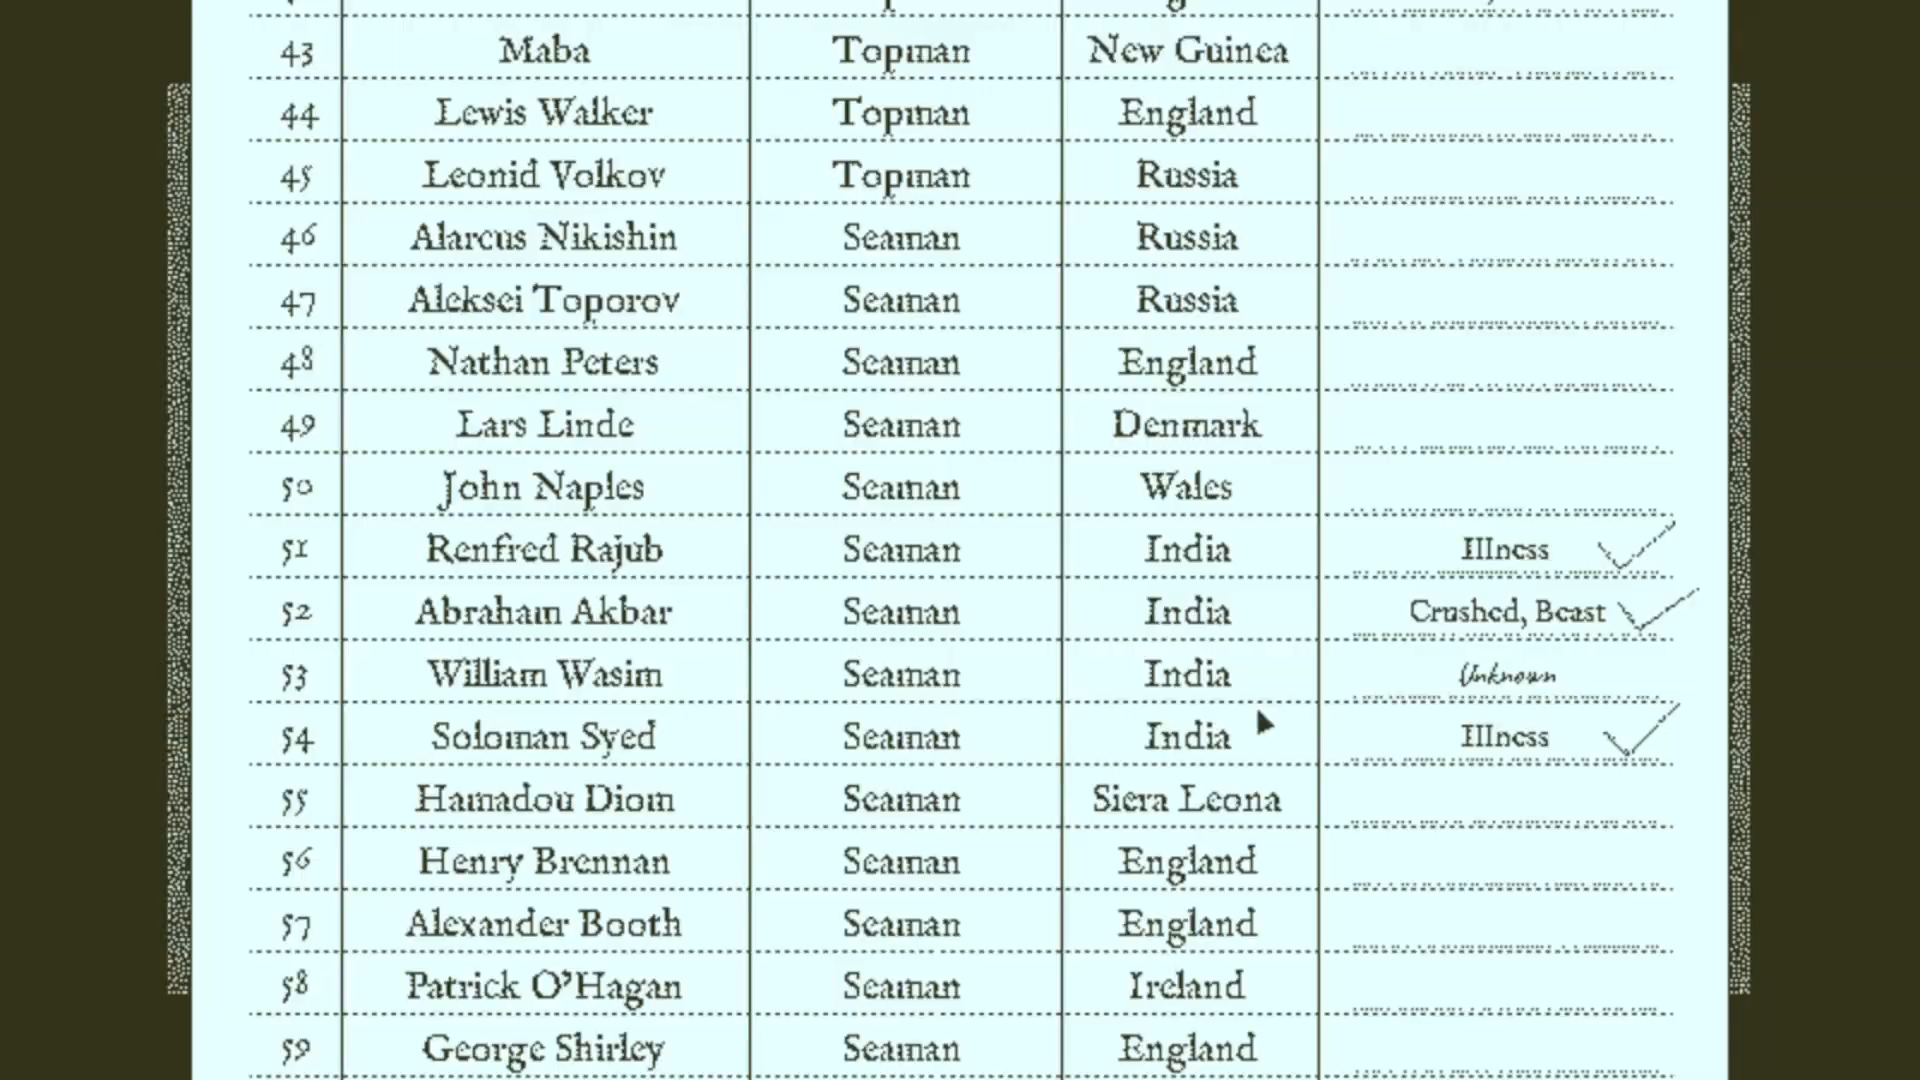 43 Maba Topman New Guinea
44 Lewis Walker Topman England
45 Leonid Volkov Topman Russia
46 Alarcus Nikishin Seaman Russia
47 Aleksei Toporov Seaman Russia
48 Nathan Peters Seaman England
49 Lars Linde Seaman Denmark
50 John Naples Seaman Wales
51 Renfred Rajub Seaman India Illness
52 Abraham Akbar Seaman India Crushed, Beast
53 William Wasim Seaman India Unknown
54 Soloman Syed Seaman India Illness
55 Hamadou Diom Seaman Siera Leona
56 Henry Brennan Seaman England
57 Alexander Booth Seaman England
58 Patrick O'Hagan Seaman Ireland
59 George Shirley Seaman England